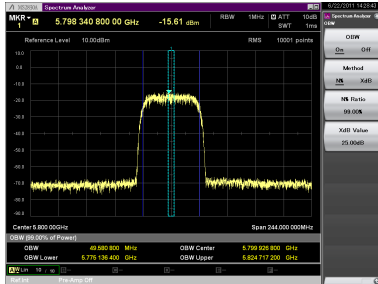 MS2690A Spectrum Analyzer 6/22/2011 14:28:43
MKR 1 5.798 340 800 00 GHz -15.61 dBm RBW 1MHz ATT 10dB
SWT 1ms
Reference Level 10.00dBm RMS 10001 points
10.0
0.0
-10.0
-20.0
-30.0
-40.0
-50.0
-60.0
-70.0
-80.0
-90.0
Center 5.800 00GHz Span 244.000 000MHz
OBW (99.00% of Power)
OBW 49.580 800 MHz OBW Center 5.799 926 800 GHz
OBW Lower 5.775 136 400 GHz OBW Upper 5.824 717 200 GHz
Ref.Int Pre-Amp Off
Spectrum Analyzer
OBW
OBW
On Off
Method
N% XdB
N% Ratio
99.00%
XdB Value
25.00dB